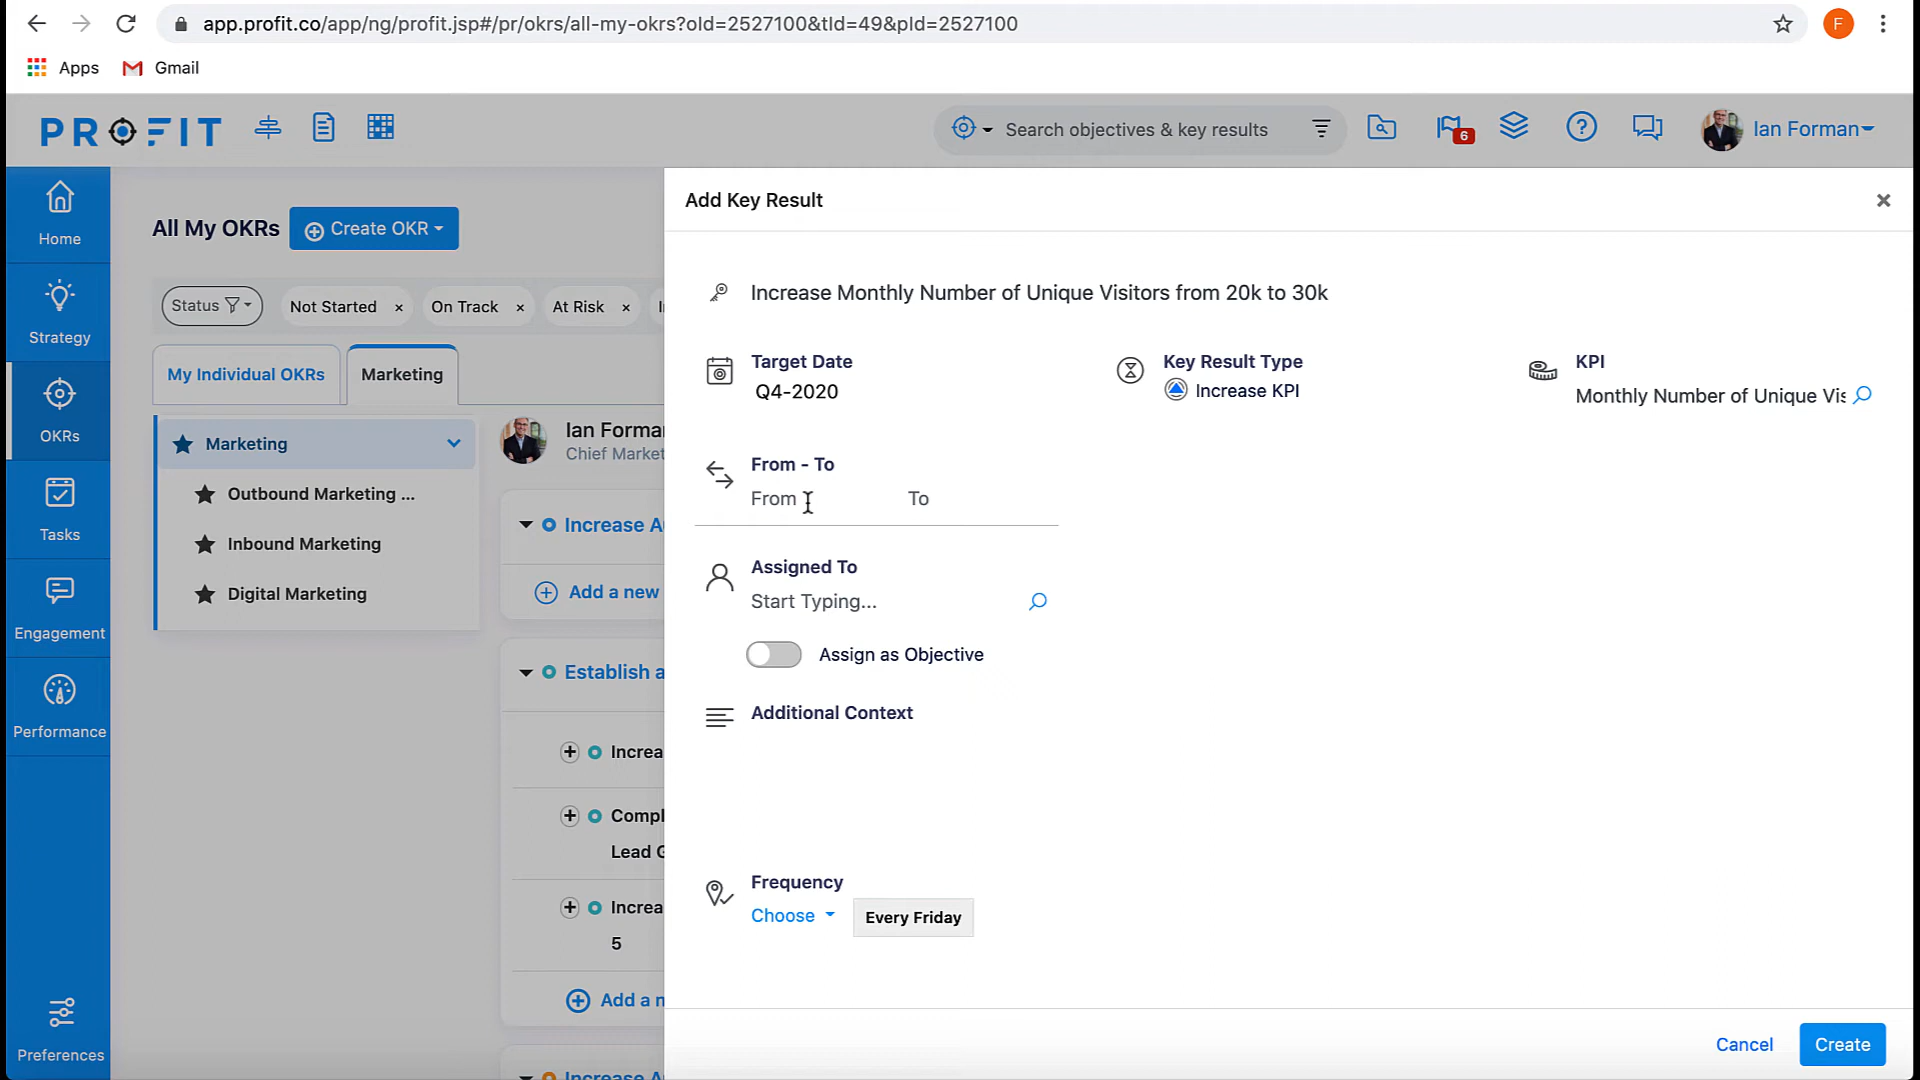 app.profit.co/app/ng/profit.jsp#/pr/okrs/all-my-okrs?oId=2527100&tId=49&pId=2527100
F
Apps
Gmail
PROFIT
Search objectives & key results
6
Ian Forman
Home
Strategy
OKRs
Tasks
Engagement
Performance
Preferences
All My OKRs
Create OKR
Status
Not Started ×
On Track ×
At Risk ×
My Individual OKRs
Marketing
Marketing
Outbound Marketing ...
Inbound Marketing
Digital Marketing
Ian Forman
Chief Market
Increase A
Add a new
Establish a
Increa
Compl
Lead G
Increa
5
Add a n
Increase A
Add Key Result
×
Increase Monthly Number of Unique Visitors from 20k to 30k
Target Date
Q4-2020
Key Result Type
Increase KPI
KPI
Monthly Number of Unique Vis
From - To
From
To
Assigned To
Start Typing...
Assign as Objective
Additional Context
Frequency
Choose
Every Friday
Cancel
Create